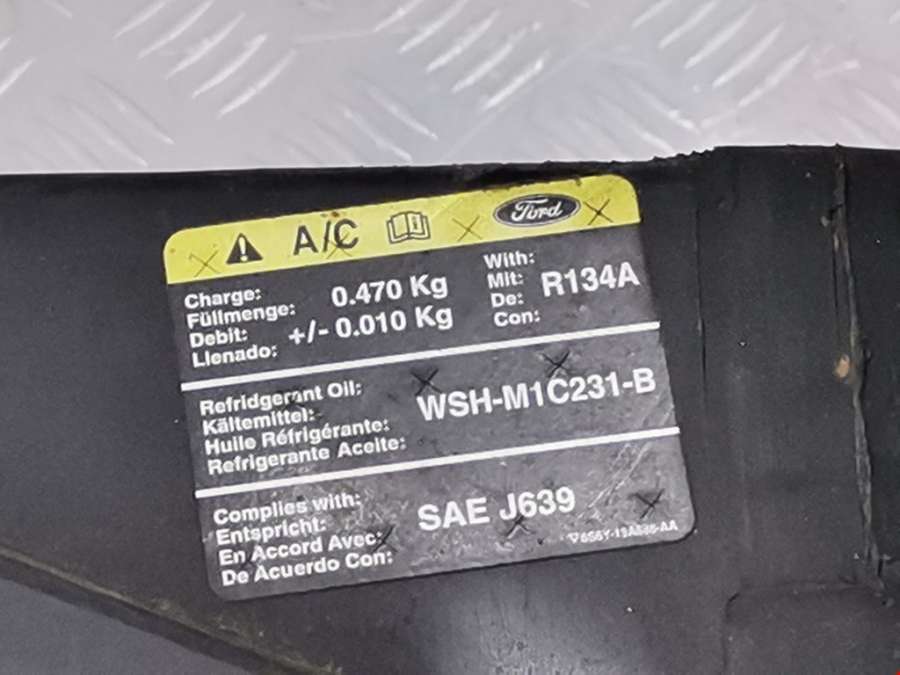 A/C Ford
Charge:
Füllmenge:
Debit:
Llenado:
0.470 Kg
+/- 0.010 Kg
With:
Mit:
De:
Con:
R134A
Refridgerant Oil:
Kältemittel:
Huile Réfrigérante:
Refrigerante Aceite:
WSH-M1C231-B
Complies with:
Entspricht:
En Accord Avec:
De Acuerdo Con:
SAE J639